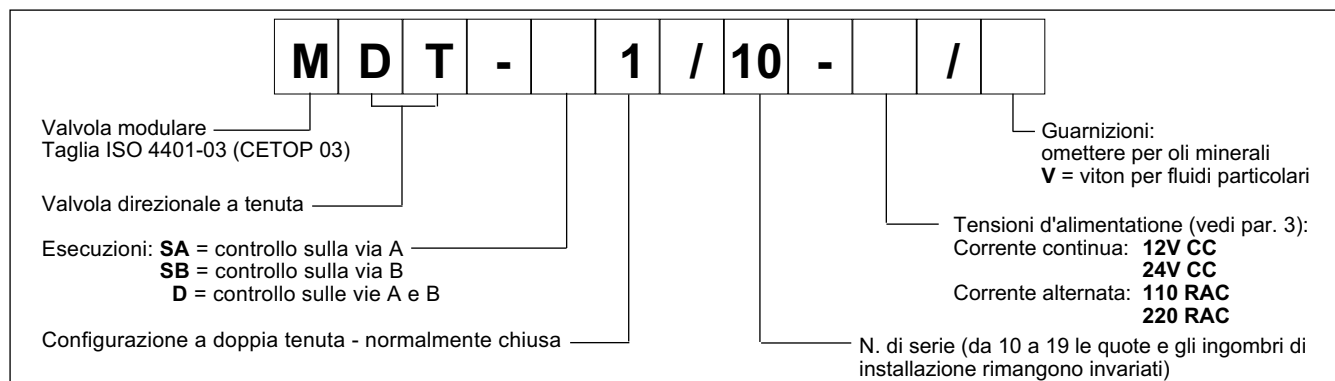 M D T - 1 / 10 - /
Valvola modulare
Taglia ISO 4401-03 (CETOP 03)
Valvola direzionale a tenuta
Esecuzioni: SA = controllo sulla via A
SB = controllo sulla via B
D = controllo sulle vie A e B
Configurazione a doppia tenuta - normalmente chiusa
Guarnizioni:
omettere per oli minerali
V = viton per fluidi particolari
Tensioni d'alimentatione (vedi par. 3):
Corrente continua: 12V CC
24V CC
Corrente alternata: 110 RAC
220 RAC
N. di serie (da 10 a 19 le quote e gli ingombri di
installazione rimangono invariati)